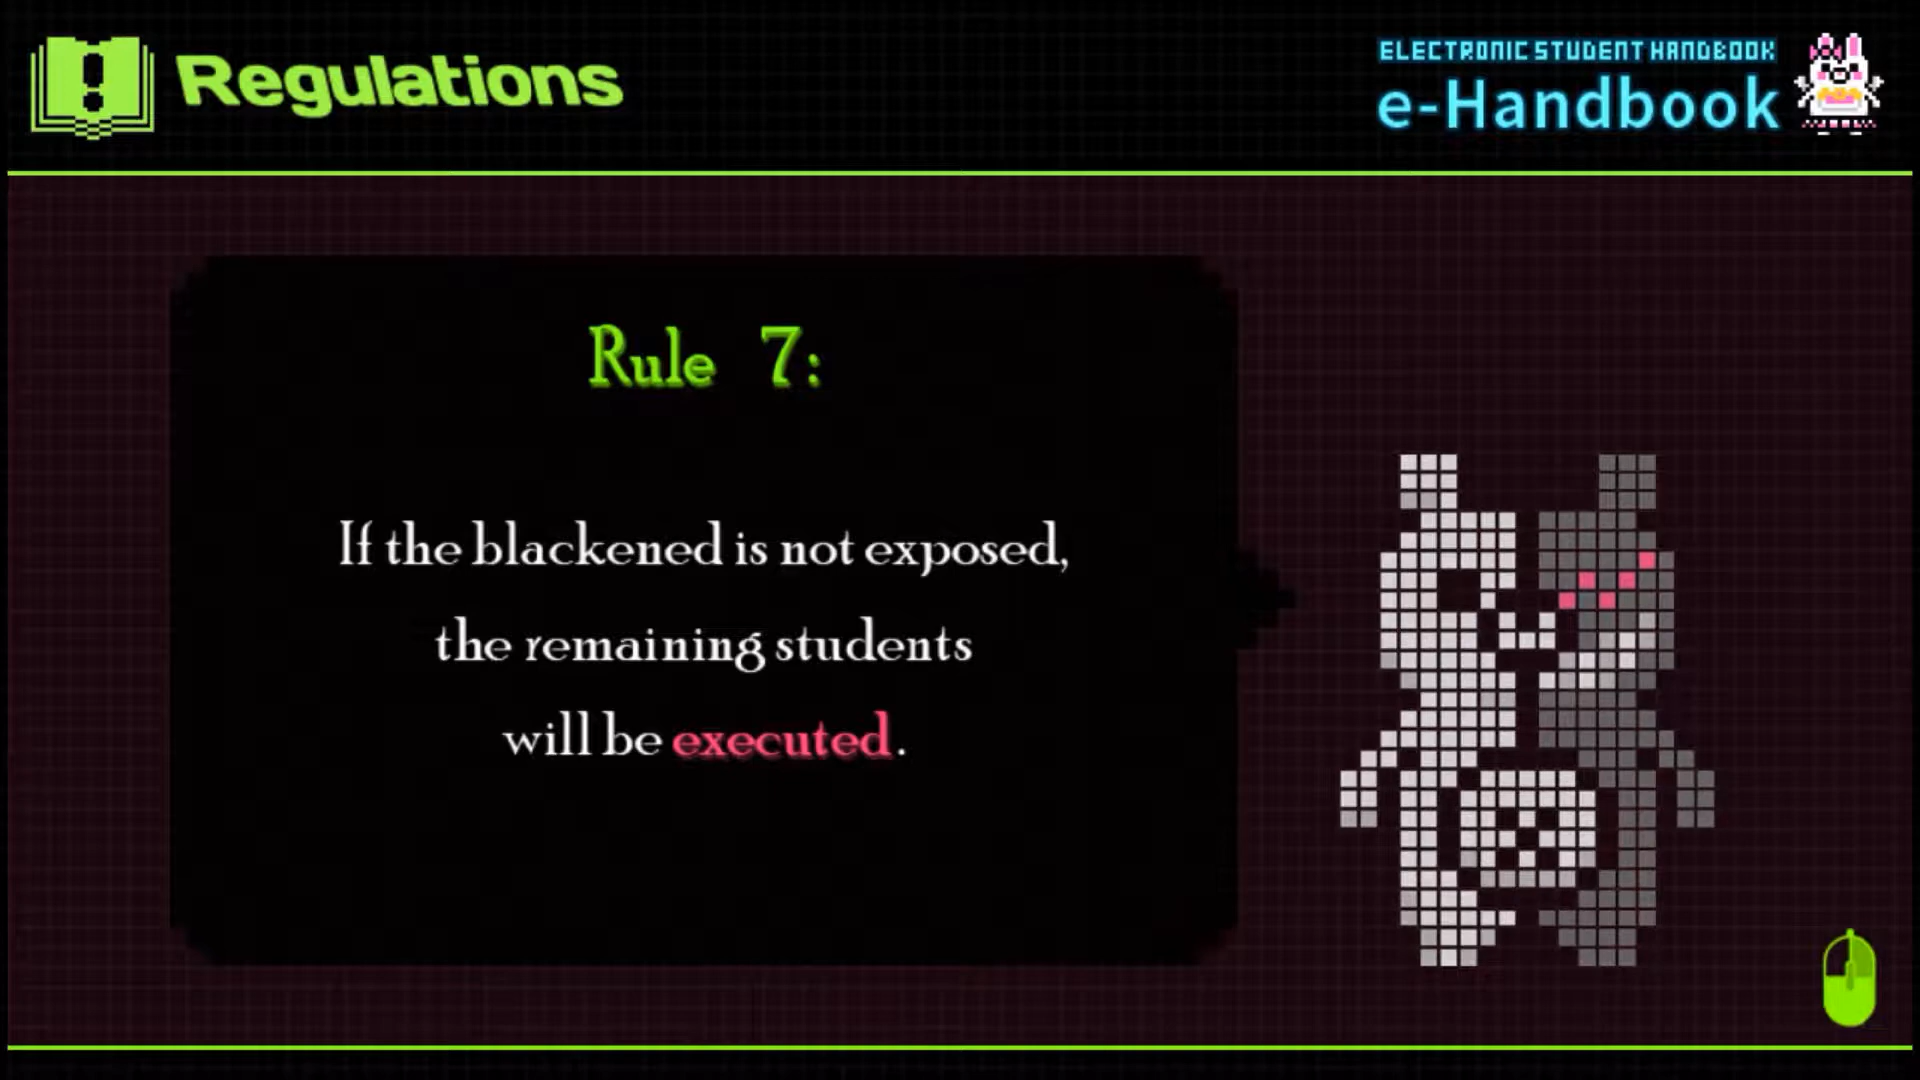 Regulations
ELECTRONIC STUDENT HANDBOOK
e-Handbook
Rule 7:
If the blackened is not exposed,
the remaining students
will be executed.